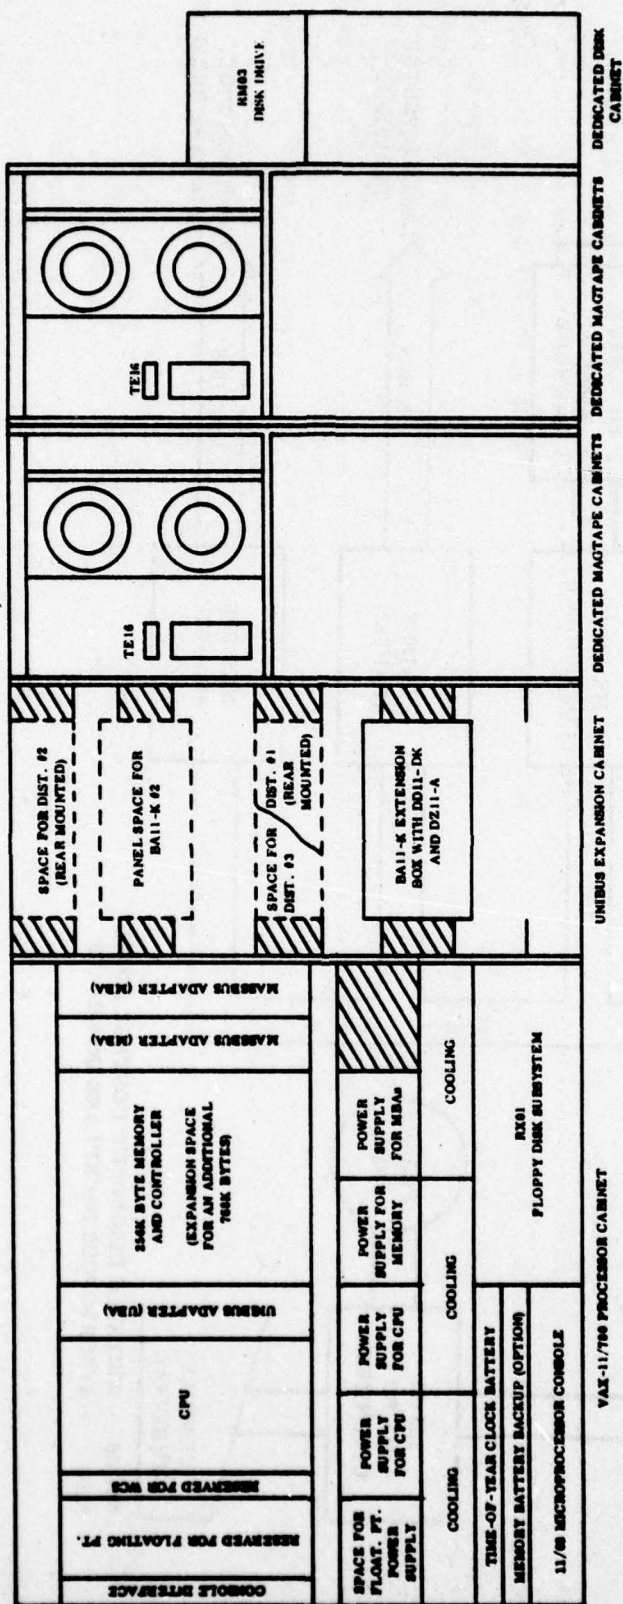 CONSOLE INTERFACE
RESERVED FOR FLOATING PT.
RESERVED FOR WCS
CPU
UNIBUS ADAPTER (UBA)
256K BYTE MEMORY
AND CONTROLLER
(EXPANSION SPACE
FOR AN ADDITIONAL
768K BYTES)
MASSBUS ADAPTER (MBA)
MASSBUS ADAPTER (MBA)
SPACE FOR
FLOAT. PT.
POWER
SUPPLY
POWER
SUPPLY
FOR CPU
POWER
SUPPLY
FOR CPU
POWER
SUPPLY FOR
MEMORY
POWER
SUPPLY
FOR MBAs
COOLING
COOLING
COOLING
TIME-OF-YEAR CLOCK BATTERY
MEMORY BATTERY BACKUP (OPTION)
11/03 MICROPROCESSOR CONSOLE
RX01
FLOPPY DISK SUBSYSTEM
VAX-11/780 PROCESSOR CABINET
SPACE FOR DIST. #2
(REAR MOUNTED)
PANEL SPACE FOR
BA11-K #2
SPACE FOR
DIST. #3
DIST. #1
(REAR
MOUNTED)
BA11-K EXTENSION
BOX WITH DD11-DK
AND DZ11-A
UNIBUS EXPANSION CABINET
TE16
DEDICATED MAGTAPE CABINETS
TE16
DEDICATED MAGTAPE CABINETS
RM03
DISK DRIVE
DEDICATED DISK
CABINET